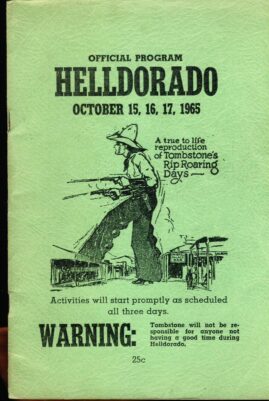 OFFICIAL PROGRAM
HELLDORADO
OCTOBER 15, 16, 17, 1965
A true to life
reproduction
of Tombstone's
Rip Roaring
Days —
Activities will start promptly as scheduled
all three days.
WARNING:
Tombstone will not be re-
sponsible for anyone not
having a good time during
Helldorado.
25c